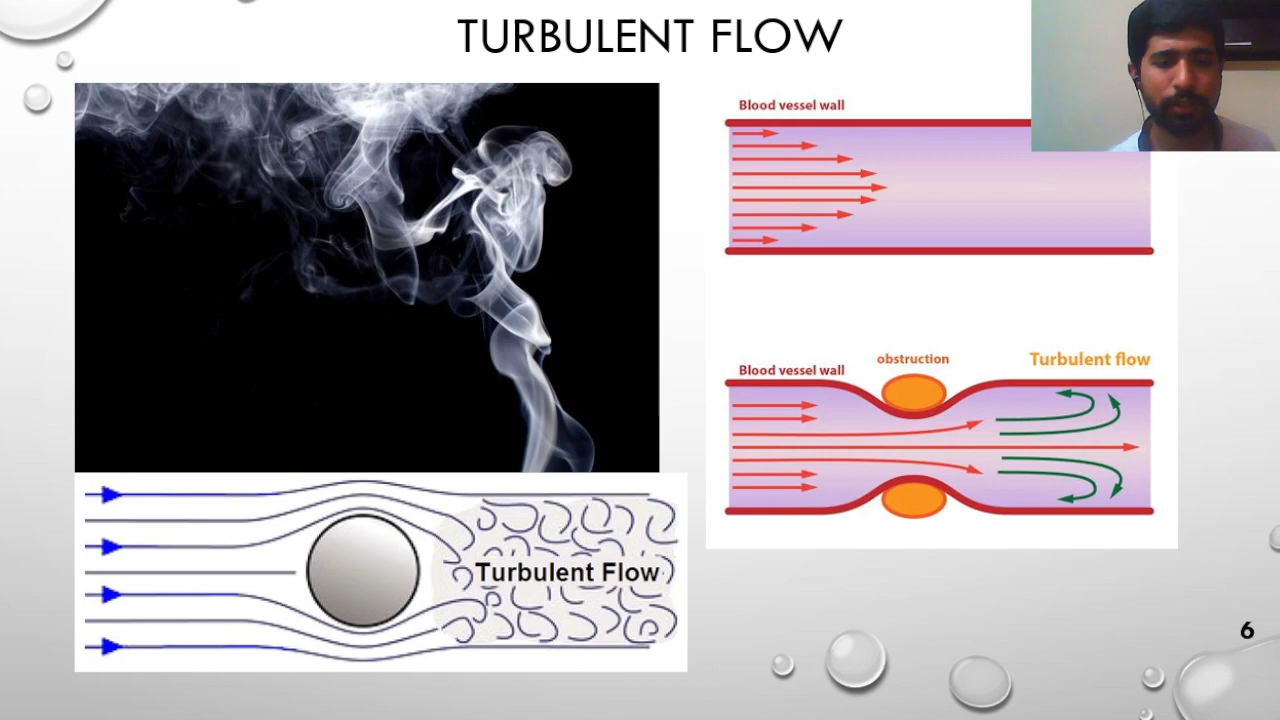 TURBULENT FLOW
Blood vessel wall
obstruction
Turbulent flow
Blood vessel wall
Turbulent Flow
6